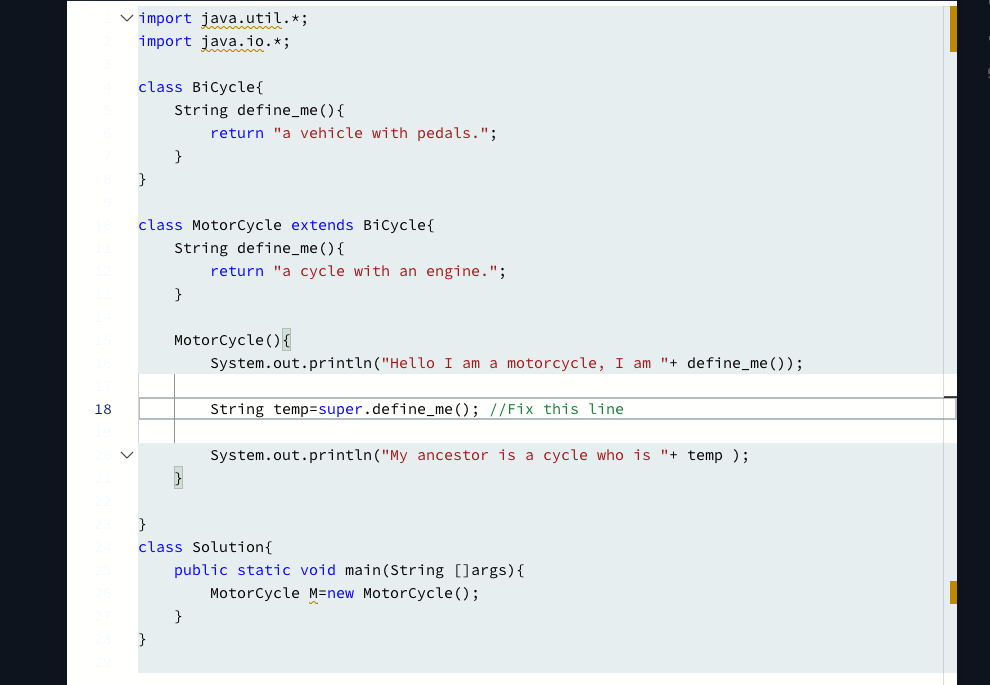 1 import java.util.*;
2 import java.io.*;
3
4 class BiCycle{
5 String define_me(){
6 return "a vehicle with pedals.";
7 }
8 }
9
10 class MotorCycle extends BiCycle{
11 String define_me(){
12 return "a cycle with an engine.";
13 }
14
15 MotorCycle(){
16 System.out.println("Hello I am a motorcycle, I am "+ define_me());
17
18 String temp=super.define_me(); //Fix this line
19
20 System.out.println("My ancestor is a cycle who is "+ temp );
21 }
22
23 }
24 class Solution{
25 public static void main(String []args){
26 MotorCycle M=new MotorCycle();
27 }
28 }
29